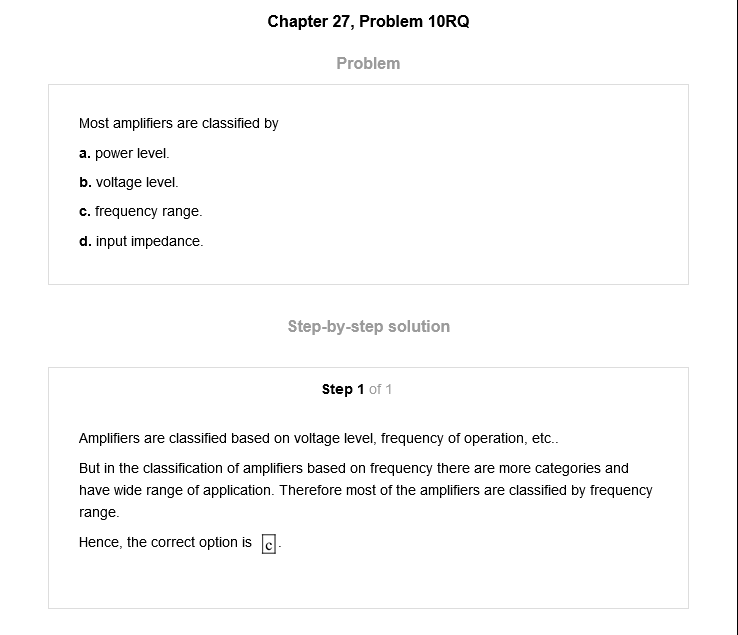 Chapter 27, Problem 10RQ
Problem
Most amplifiers are classified by
a. power level.
b. voltage level.
c. frequency range.
d. input impedance.
Step-by-step solution
Step 1 of 1
Amplifiers are classified based on voltage level, frequency of operation, etc..
But in the classification of amplifiers based on frequency there are more categories and
have wide range of application. Therefore most of the amplifiers are classified by frequency
range.
Hence, the correct option is c.